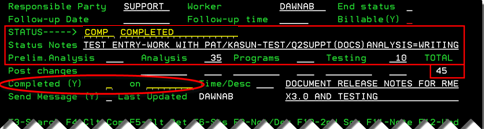 Responsible Party SUPPORT Worker DAWNAB End status
Follow-up Date Follow-up time Billable(Y)
STATUS-----> COMP COMPLETED
Status Notes TEST ENTRY-WORK WITH PAT/KASUN-TEST/Q2SUPPT(DOCS)ANALYSIS=WRITING
Prelim.Analysis Analysis .35 Programs Testing .10 TOTAL
Post changes .45
Completed (Y) on Time/Desc DOCUMENT RELEASE NOTES FOR RME
Send Message (Y) Last Updated DAWNAB X3.0 AND TESTING